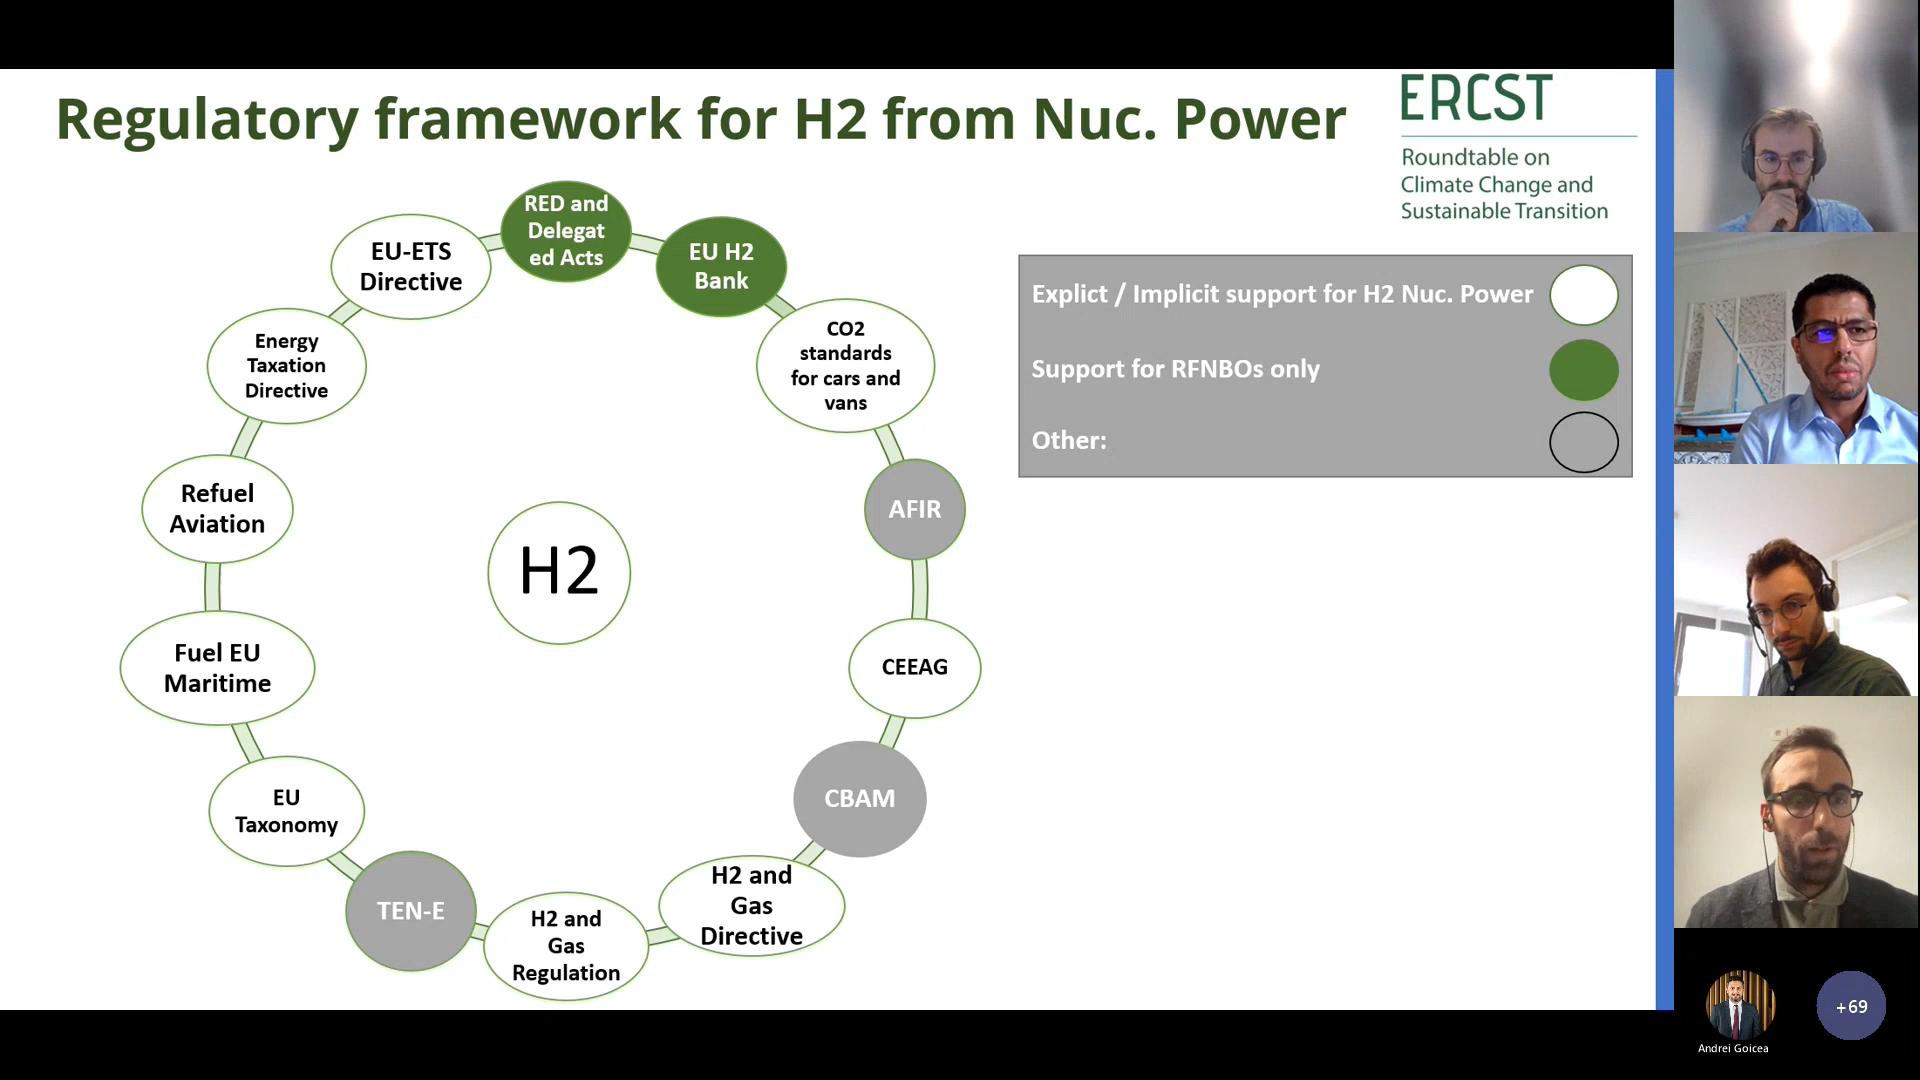 Regulatory framework for H2 from Nuc. Power
ERCST
Roundtable on
Climate Change and
Sustainable Transition
RED and
Delegat
ed Acts
EU H2
Bank
CO2
standards
for cars and
vans
AFIR
CEEAG
CBAM
H2 and
Gas
Directive
H2 and
Gas
Regulation
TEN-E
EU
Taxonomy
Fuel EU
Maritime
Refuel
Aviation
Energy
Taxation
Directive
EU-ETS
Directive
H2
Explict / Implicit support for H2 Nuc. Power
Support for RFNBOs only
Other:
Andrei Goicea
+69